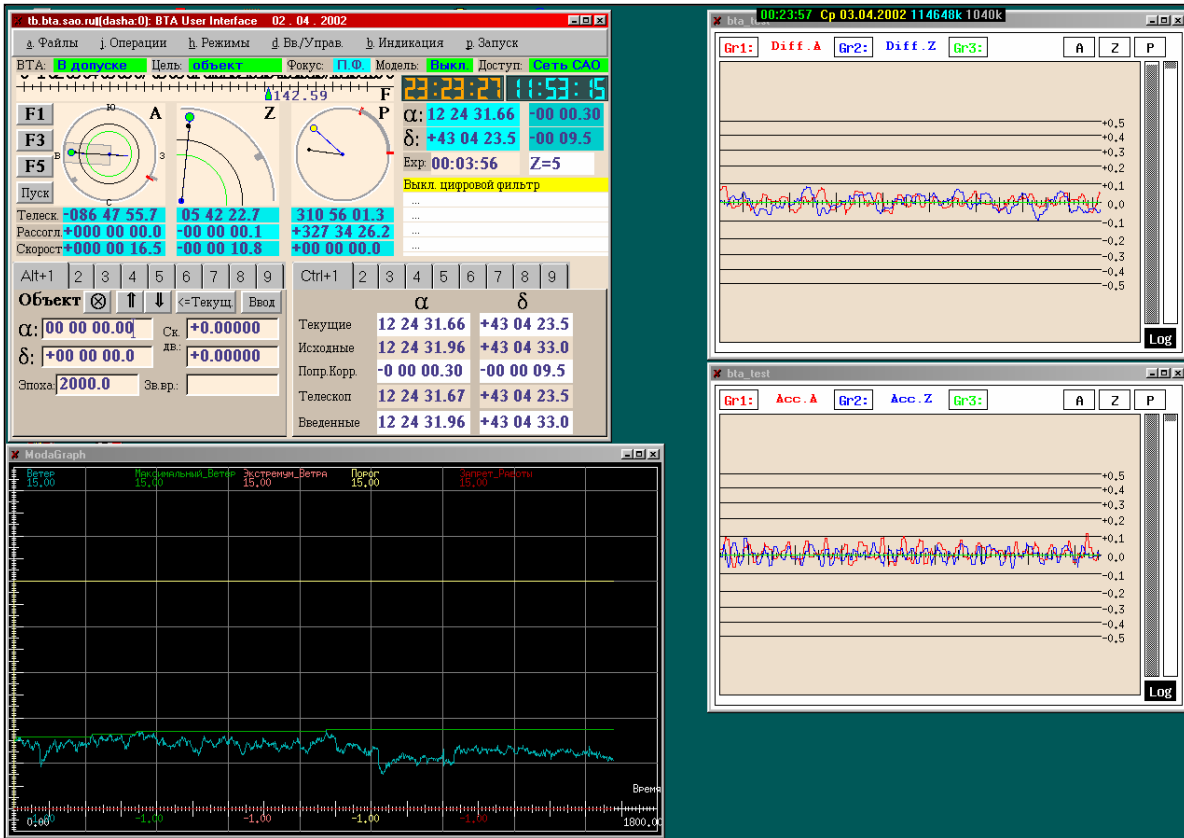 tb.bta.sao.ru|[dasha:0]: BTA User Interface 02 . 04 . 2002
a. Файлы j. Операции h. Режимы d. Вв/Управ. b. Индикация p. Запуск
BTA: В допуске Цель: объект Фокус: П.Ф. Модель: Выкл. Доступ: Сеть САО
142.59 F 23:23:27 11:53:15
F1 Ю A Z P α: 12 24 31.66 -00 00.30
F3 В З δ: +43 04 23.5 -00 09.5
F5 Exp: 00:03:56 Z=5
Пуск С Выкл. цифровой фильтр
...
Телеск. -086 47 55.7 05 42 22.7 310 56 01.3 ...
Рассогл. +000 00 00.0 -00 00 00.1 +327 34 26.2
Скорост +000 00 16.5 -00 00 10.8 +00 00 00.0 ...
Alt+1 2 3 4 5 6 7 8 9 Ctrl+1 2 3 4 5 6 7 8 9
Объект <=Текущ. Ввод α δ
α: 00 00 00.00 Ск. +0.00000
δ: +00 00 00.0 дв.: +0.00000
Эпоха: 2000.0 Зв.вр.:
Текущие 12 24 31.66 +43 04 23.5
Исходные 12 24 31.96 +43 04 33.0
Попр.Корр. -0 00 00.30 -00 00 09.5
Телескоп 12 24 31.67 +43 04 23.5
Введенные 12 24 31.96 +43 04 33.0
ModaGraph
Ветер Максимальный_Ветер Экстремум_Ветра Порог Запрет_Работы
15.00 15.00 15.00 15.00 15.00
Время
0.00 -1.00 -1.00 -1.00 -1.00 1800.00
00:23:57 Ср 03.04.2002 114648k 1040k
bta_test
Gr1: Diff.A Gr2: Diff.Z Gr3: A Z P
+0.5
+0.4
+0.3
+0.2
+0.1
0.0
-0.1
-0.2
-0.3
-0.4
-0.5
Log
bta_test
Gr1: Acc.A Gr2: Acc.Z Gr3: A Z P
+0.5
+0.4
+0.3
+0.2
+0.1
0.0
-0.1
-0.2
-0.3
-0.4
-0.5
Log